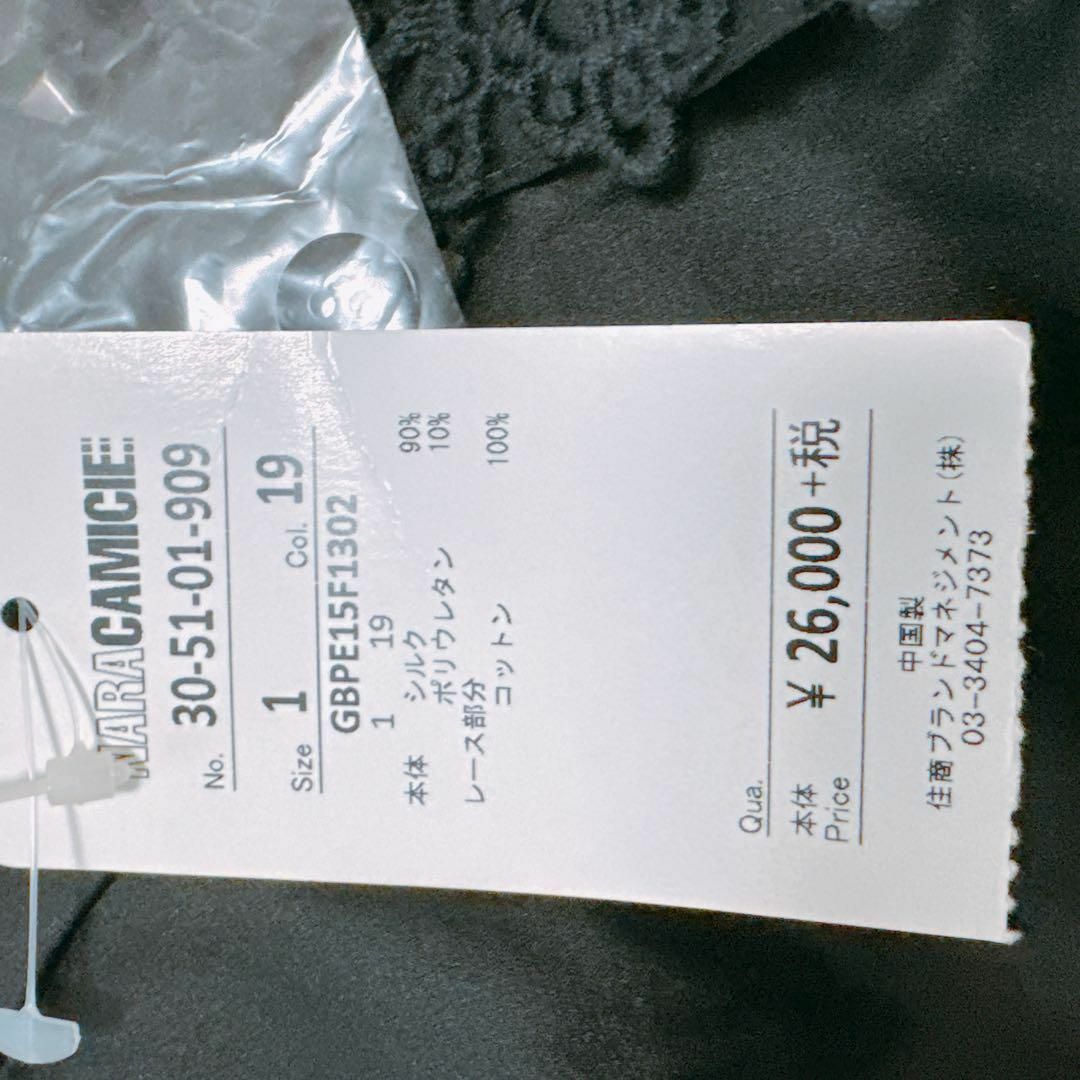 NARACAMICIE
No. 30-51-01-909
Size 1 Col. 19
GBPE15F1302
1 19
本体 シルク 90%
ポリウレタン 10%
レース部分
コットン 100%
Qua.
本体
Price ¥ 26,000+税
中国製
住商ブランドマネジメント(株)
03-3404-7373